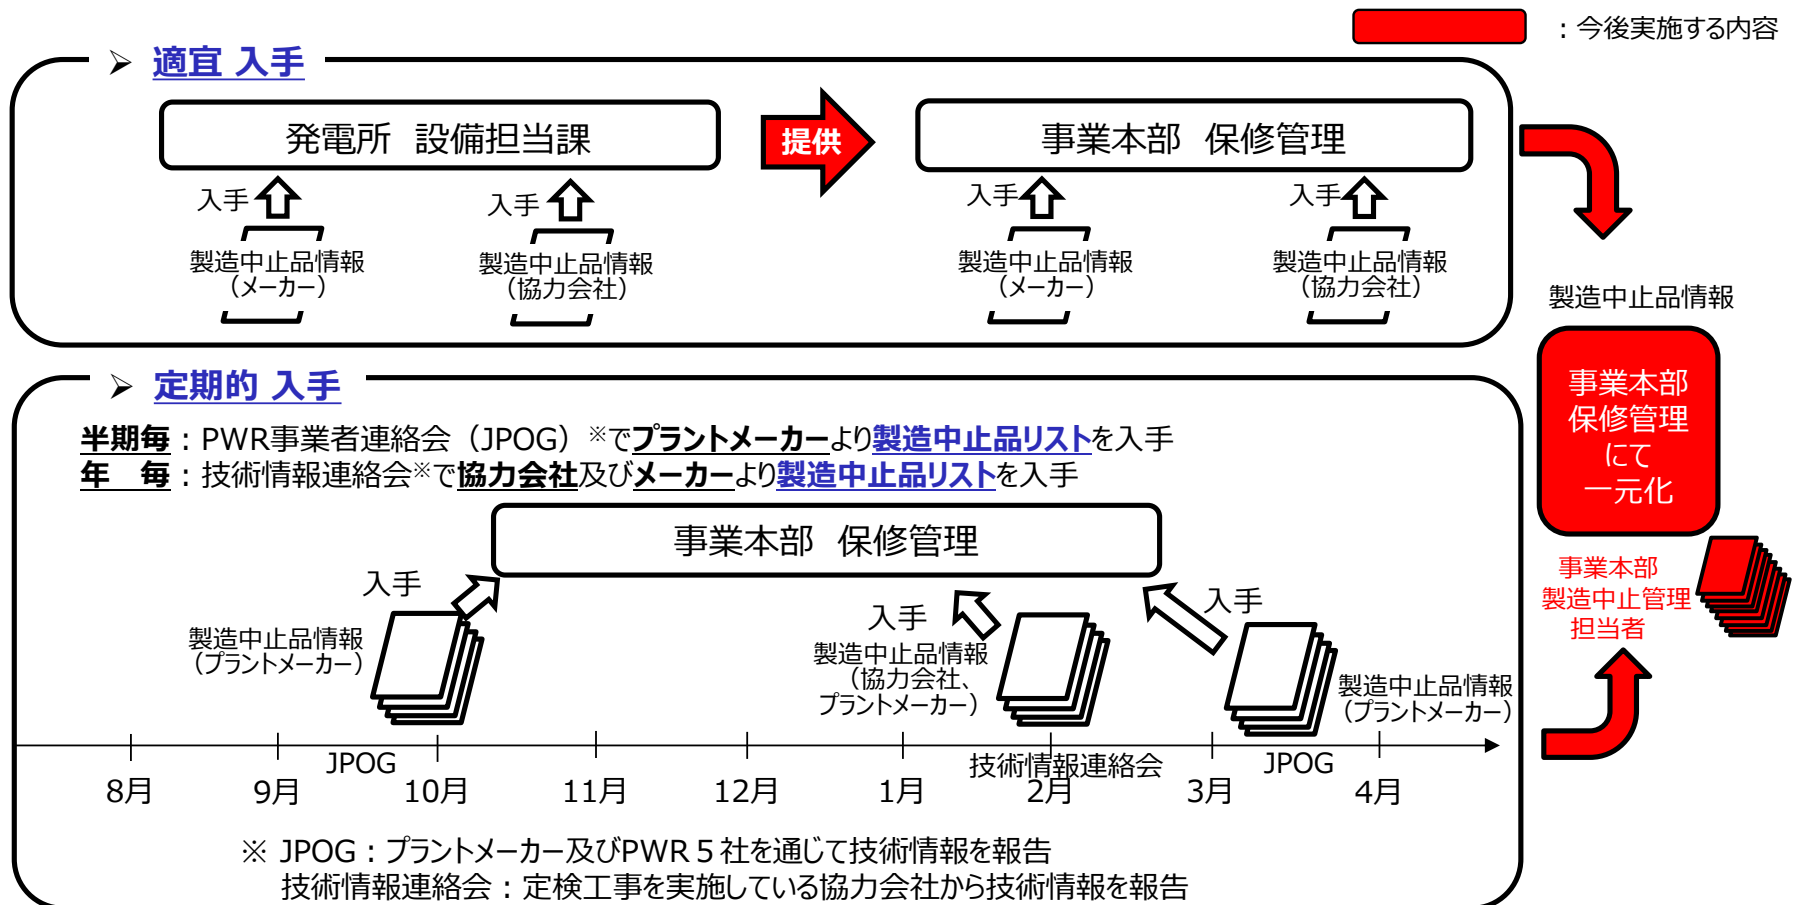 ：今後実施する内容
➢ 適宜 入手
発電所 設備担当課
提供
事業本部 保修管理
入手
入手
入手
入手
製造中止品情報
（メーカー）
製造中止品情報
（協力会社）
製造中止品情報
（メーカー）
製造中止品情報
（協力会社）
製造中止品情報
事業本部
保修管理
にて
一元化
事業本部
製造中止管理
担当者
➢ 定期的 入手
半期毎：PWR事業者連絡会（JPOG）※でプラントメーカーより製造中止品リストを入手
年　毎：技術情報連絡会※で協力会社及びメーカーより製造中止品リストを入手
事業本部 保修管理
入手
入手
入手
製造中止品情報
（プラントメーカー）
製造中止品情報
（協力会社、
プラントメーカー）
製造中止品情報
（プラントメーカー）
JPOG
技術情報連絡会
JPOG
8月
9月
10月
11月
12月
1月
2月
3月
4月
※ JPOG：プラントメーカー及びPWR５社を通じて技術情報を報告
技術情報連絡会：定検工事を実施している協力会社から技術情報を報告